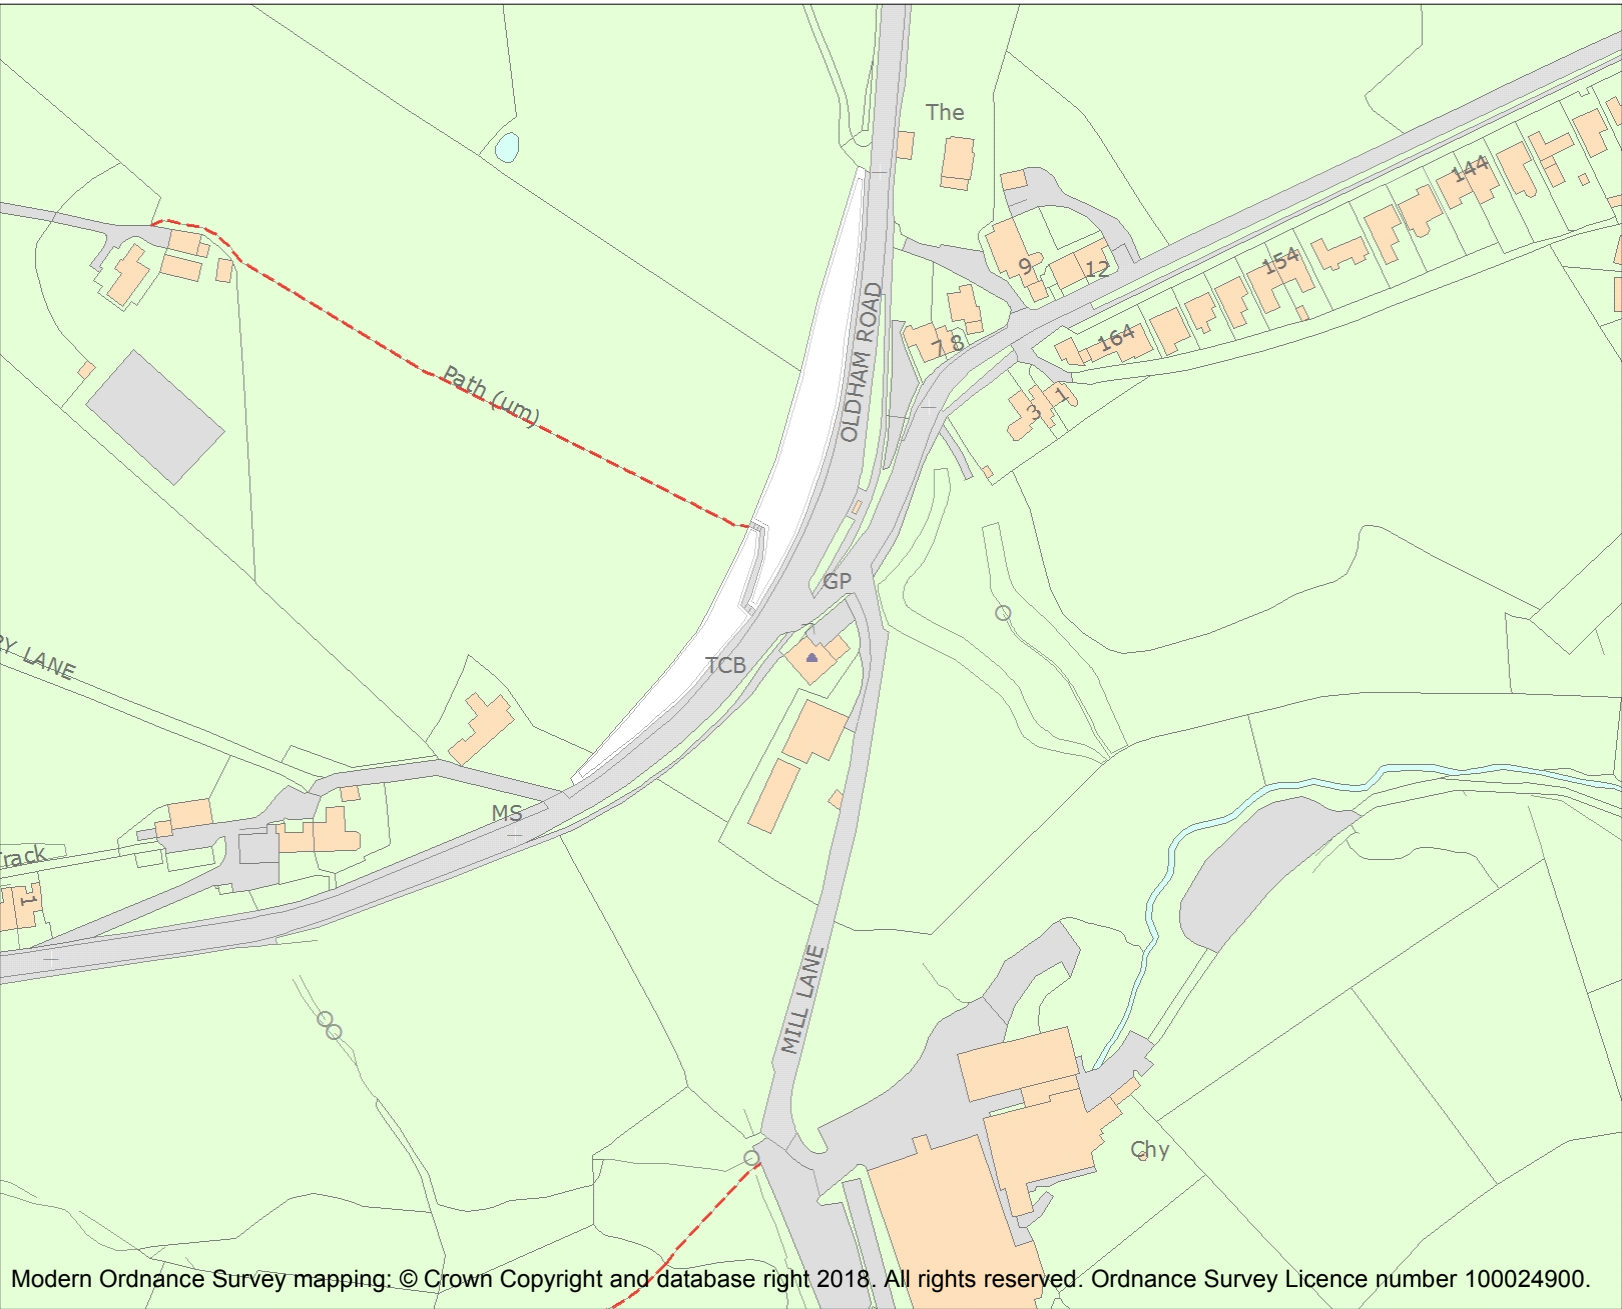 The
144
9
12
154
OLDHAM ROAD
7 8
164
Path (um)
3
1
GP
LANE
TCB
MS
Track
1
MILL LANE
Chy
Modern Ordnance Survey mapping: © Crown Copyright and database right 2018. All rights reserved. Ordnance Survey Licence number 100024900.